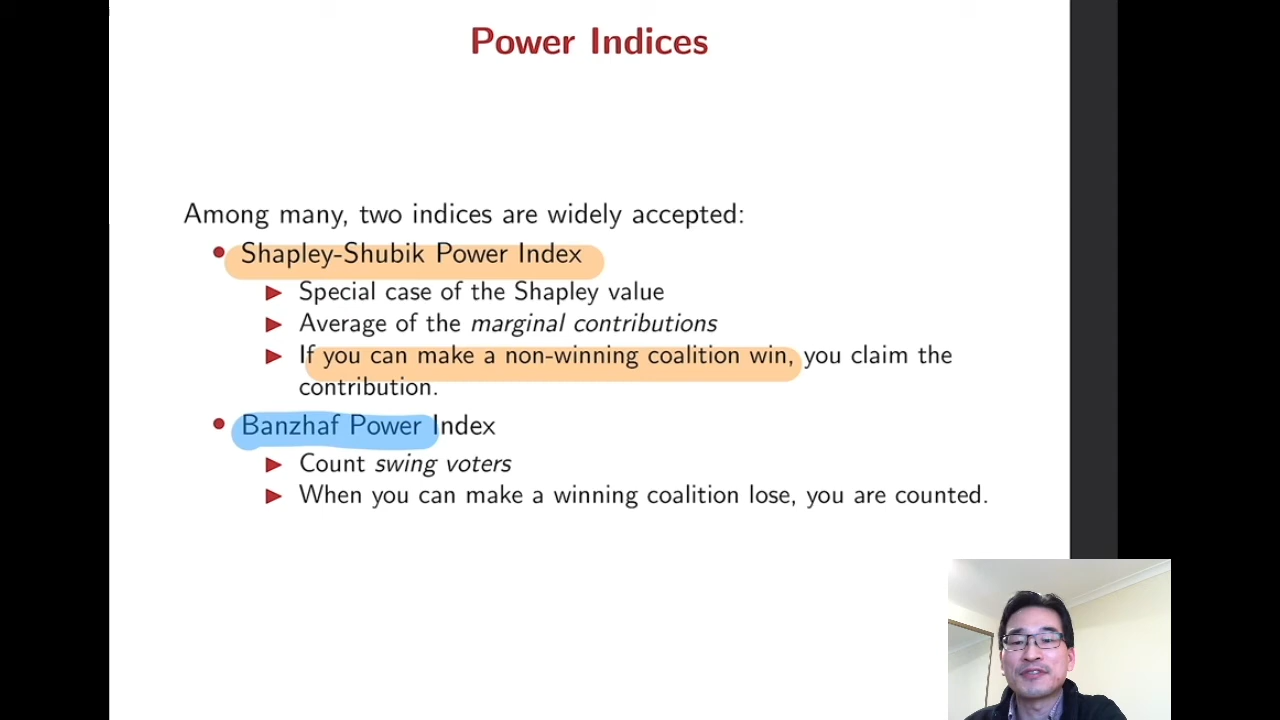 Power Indices
Among many, two indices are widely accepted:
Shapley-Shubik Power Index
Special case of the Shapley value
Average of the marginal contributions
If you can make a non-winning coalition win, you claim the
contribution.
Banzhaf Power Index
Count swing voters
When you can make a winning coalition lose, you are counted.